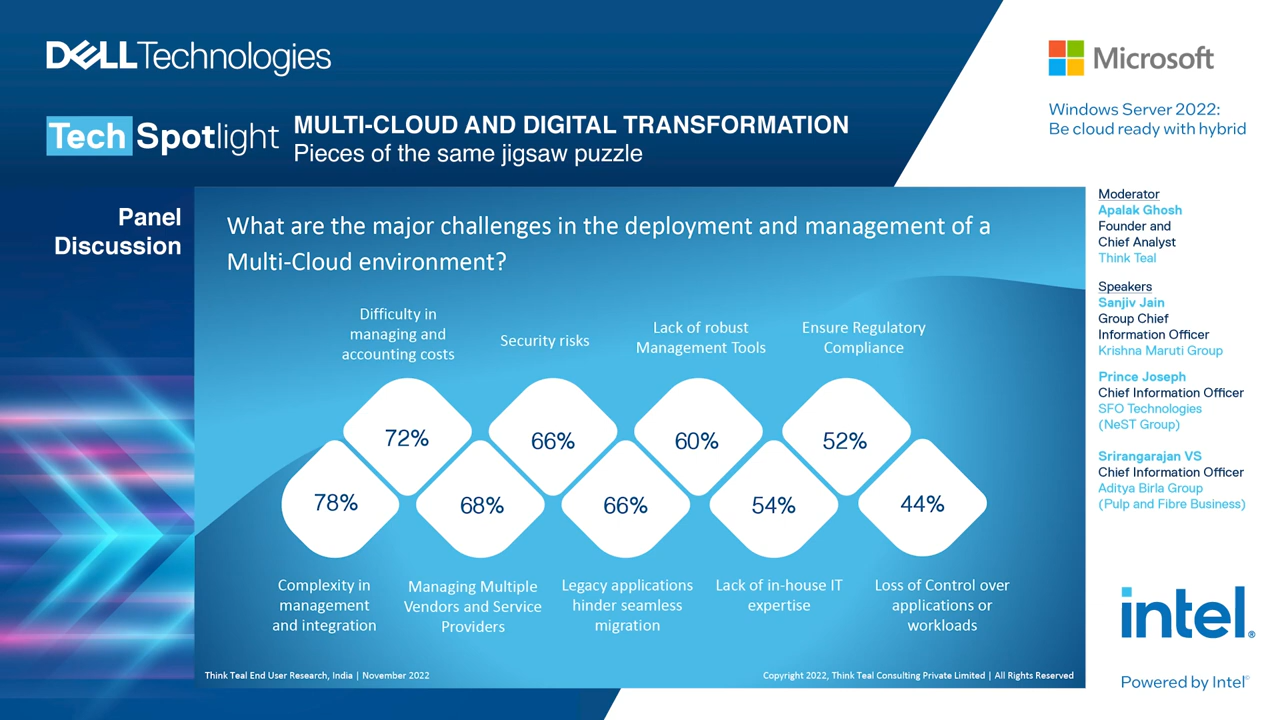 DELL Technologies
Tech Spotlight
MULTI-CLOUD AND DIGITAL TRANSFORMATION
Pieces of the same jigsaw puzzle
Microsoft
Windows Server 2022:
Be cloud ready with hybrid
Panel
Discussion
What are the major challenges in the deployment and management of a
Multi-Cloud environment?
Difficulty in
managing and
accounting costs
Security risks
Lack of robust
Management Tools
Ensure Regulatory
Compliance
72%
66%
60%
52%
78%
68%
66%
54%
44%
Complexity in
management
and integration
Managing Multiple
Vendors and Service
Providers
Legacy applications
hinder seamless
migration
Lack of in-house IT
expertise
Loss of Control over
applications or
workloads
Think Teal End User Research, India | November 2022
Copyright 2022, Think Teal Consulting Private Limited | All Rights Reserved
Moderator
Apalak Ghosh
Founder and
Chief Analyst
Think Teal
Speakers
Sanjiv Jain
Group Chief
Information Officer
Krishna Maruti Group
Prince Joseph
Chief Information Officer
SFO Technologies
(NeST Group)
Srirangarajan VS
Chief Information Officer
Aditya Birla Group
(Pulp and Fibre Business)
intel®
Powered by Intel©